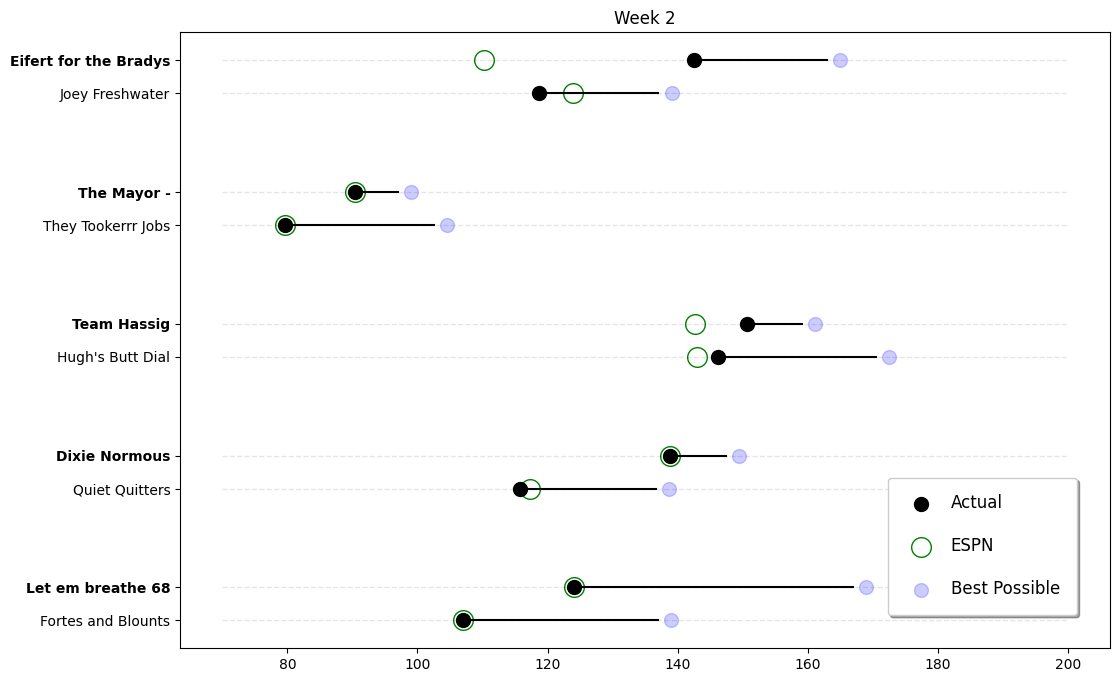 Week 2
Eifert for the Bradys
Joey Freshwater
The Mayor -
They Tookerrr Jobs
Team Hassig
Hugh's Butt Dial
Dixie Normous
Quiet Quitters
Let em breathe 68
Fortes and Blounts
Actual
ESPN
Best Possible
80 100 120 140 160 180 200